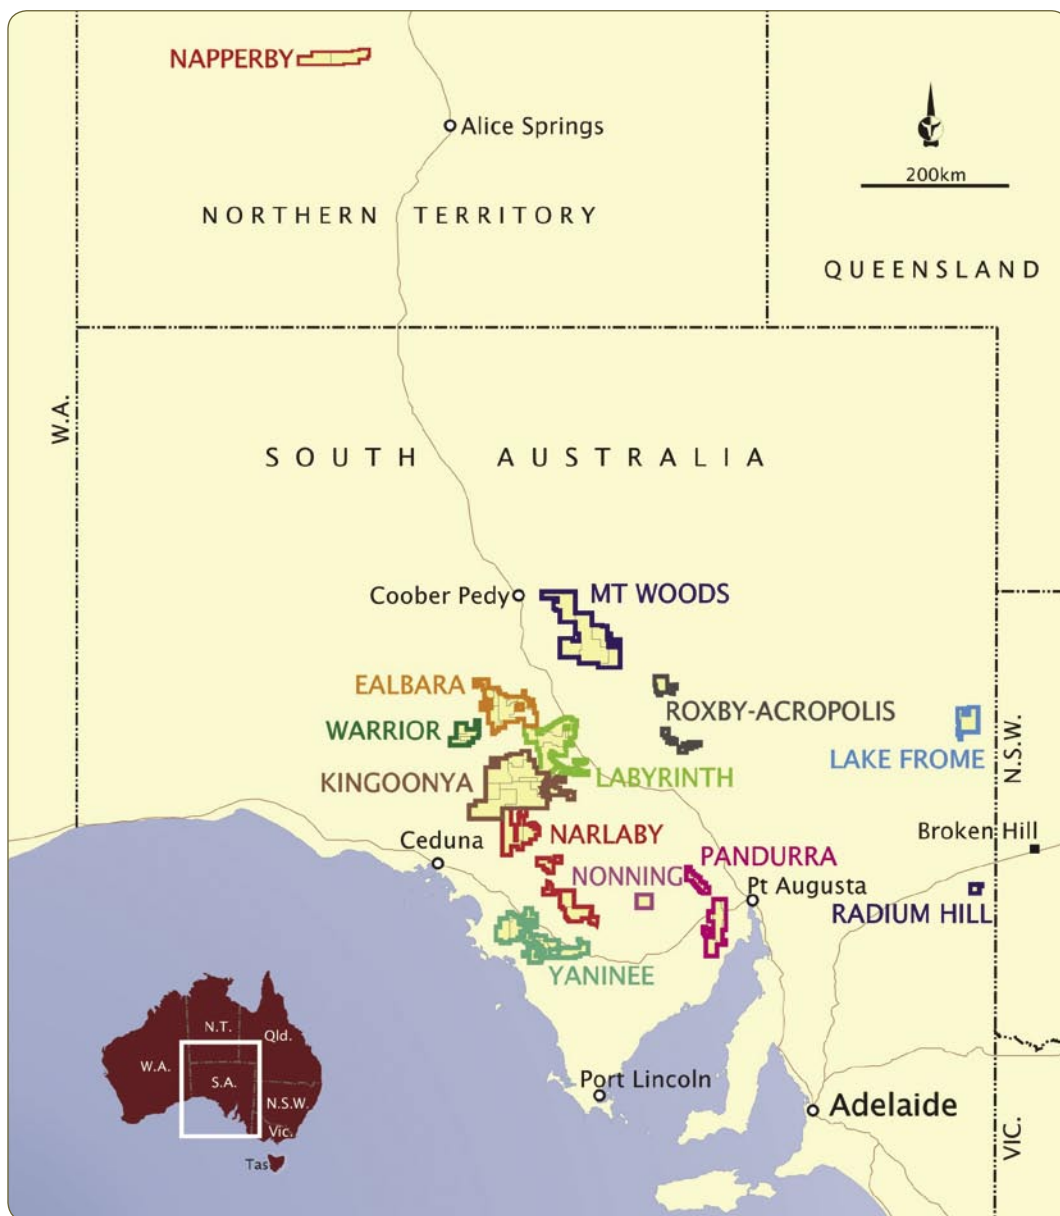 NAPPERBY
Alice Springs
200km
NORTHERN TERRITORY
QUEENSLAND
W.A.
SOUTH AUSTRALIA
Coober Pedy
MT WOODS
EALBARA
ROXBY-ACROPOLIS
WARRIOR
LAKE FROME
N.S.W.
KINGOONYA
LABYRINTH
Ceduna
NARLABY
Broken Hill
PANDURRA
NONNING
Pt Augusta
RADIUM HILL
YANINEE
N.T.
Qld.
W.A.
S.A.
N.S.W.
Vic.
Tas
Port Lincoln
Adelaide
VIC.